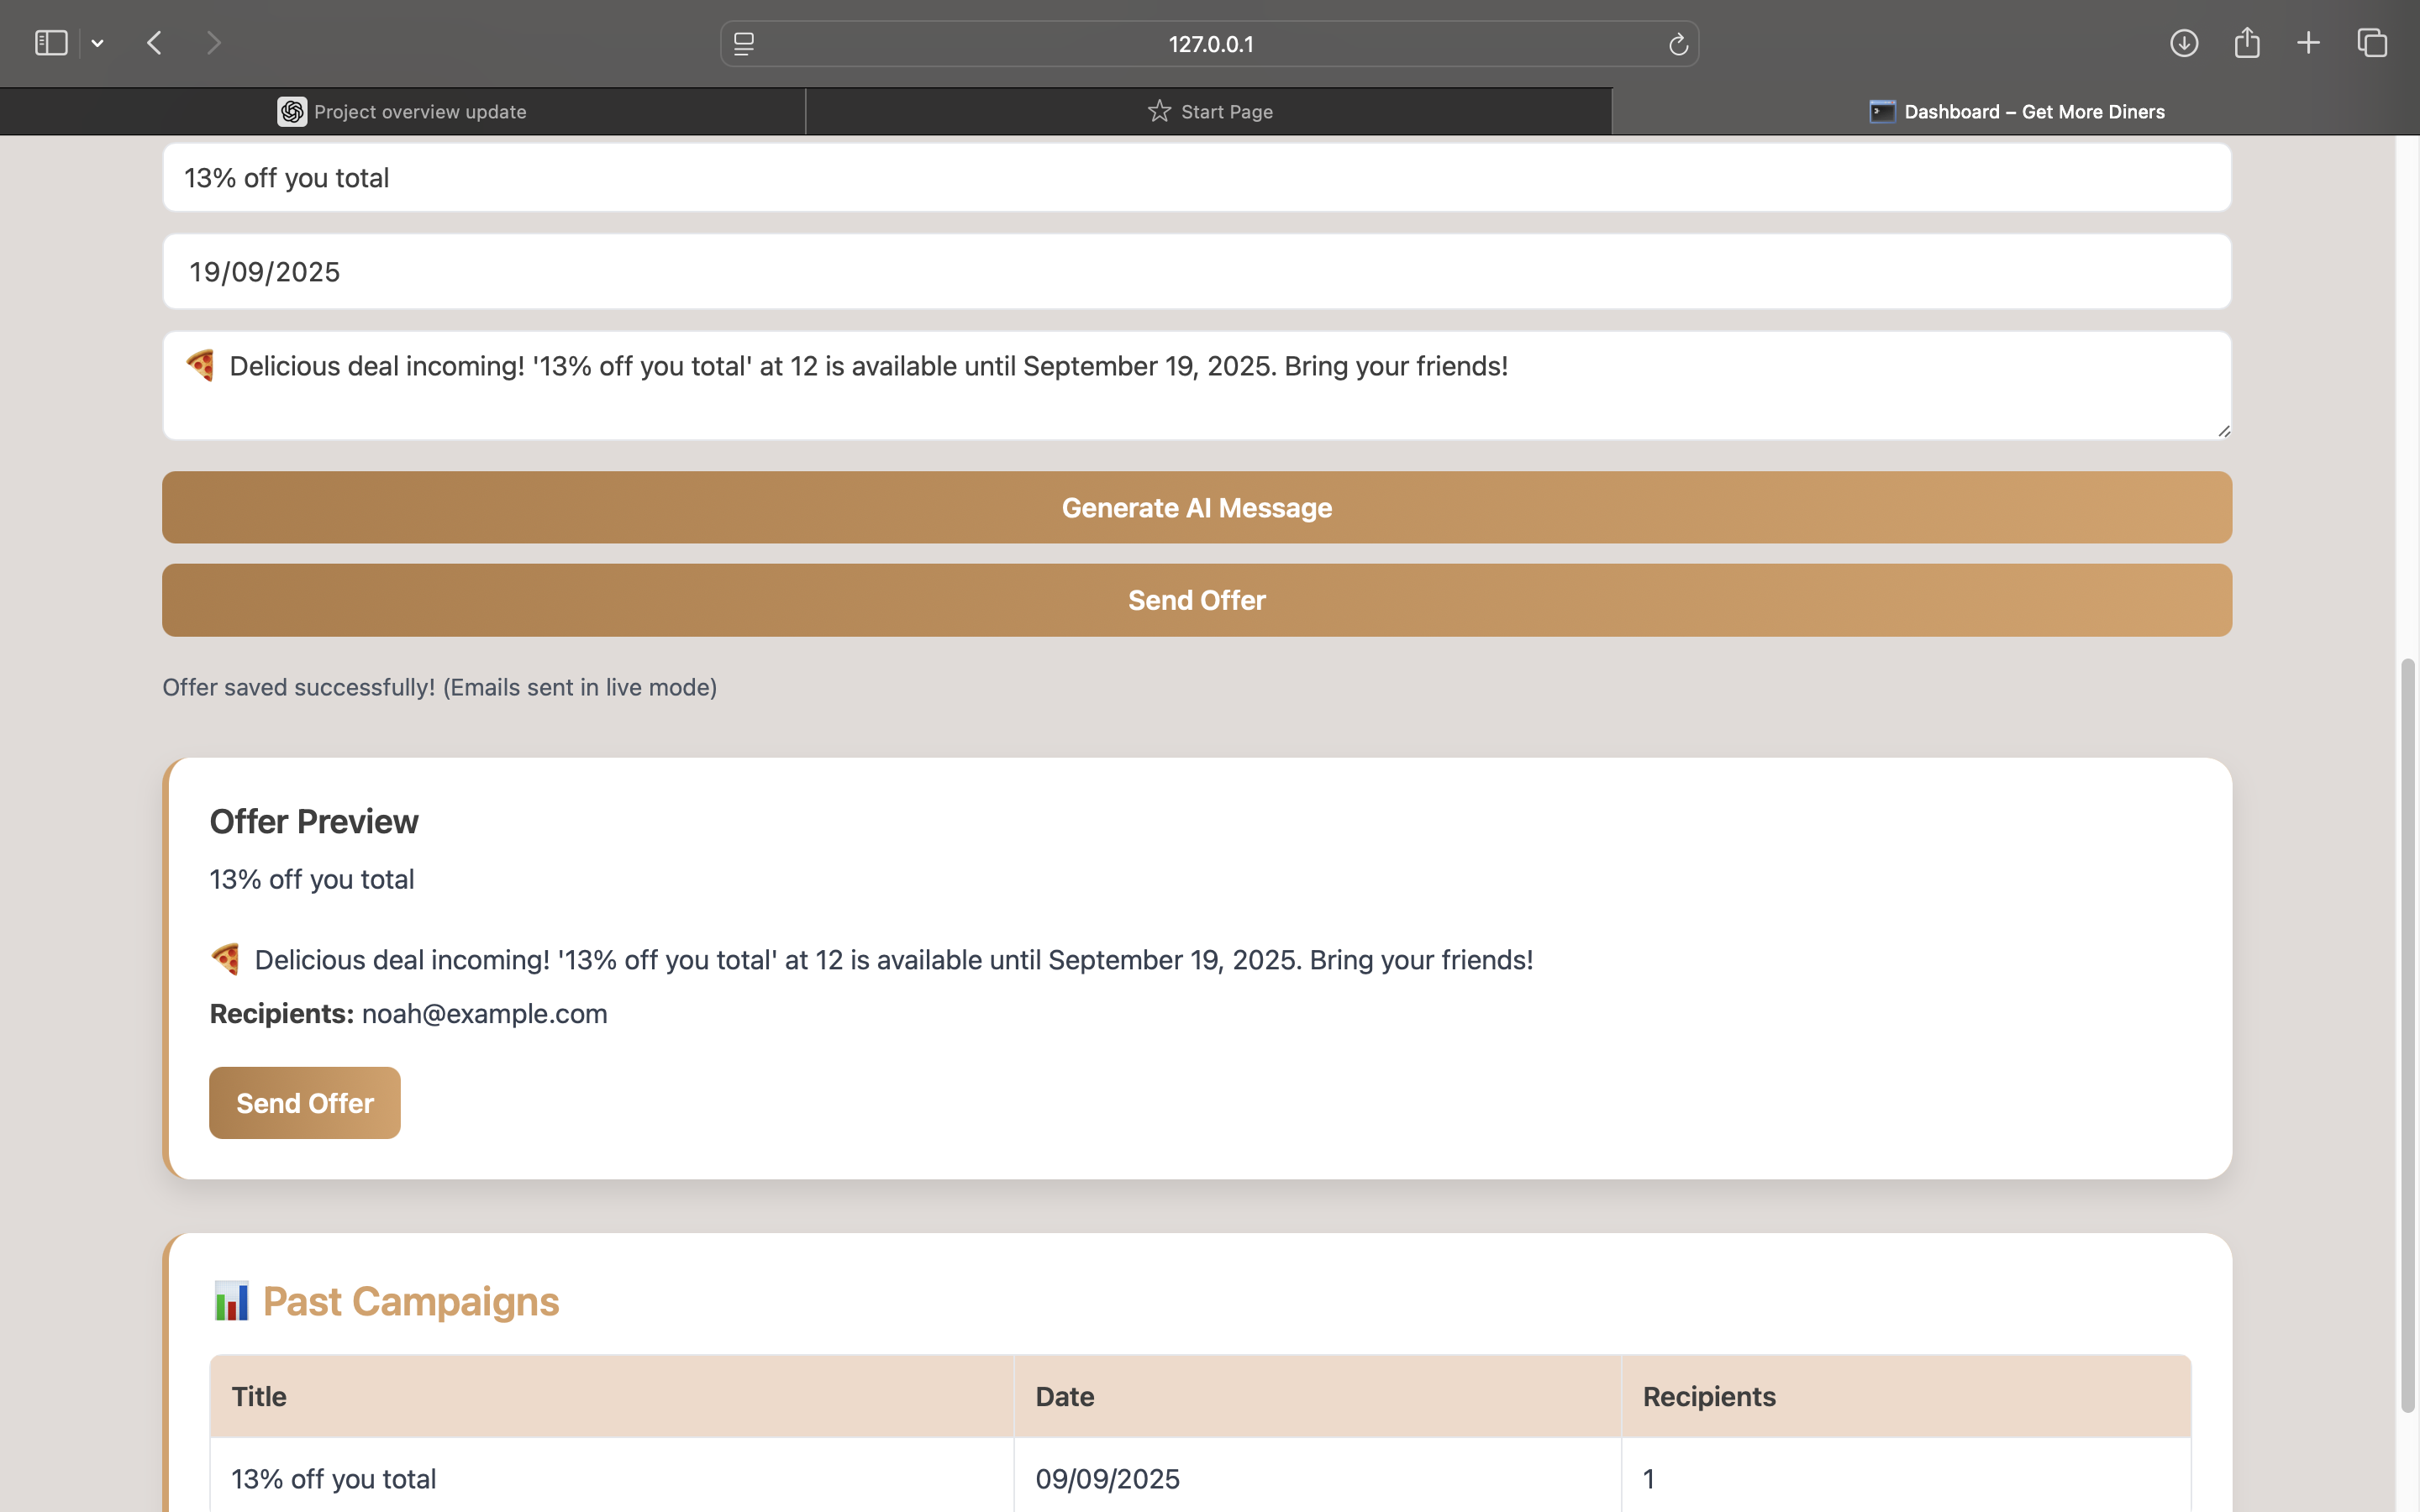 127.0.0.1
Project overview update
Start Page
Dashboard – Get More Diners
13% off you total
19/09/2025
🍕 Delicious deal incoming! '13% off you total' at 12 is available until September 19, 2025. Bring your friends!
Generate AI Message
Send Offer
Offer saved successfully! (Emails sent in live mode)
Offer Preview
13% off you total
🍕 Delicious deal incoming! '13% off you total' at 12 is available until September 19, 2025. Bring your friends!
Recipients: noah@example.com
Send Offer
📊 Past Campaigns
Title Date Recipients
13% off you total 09/09/2025 1